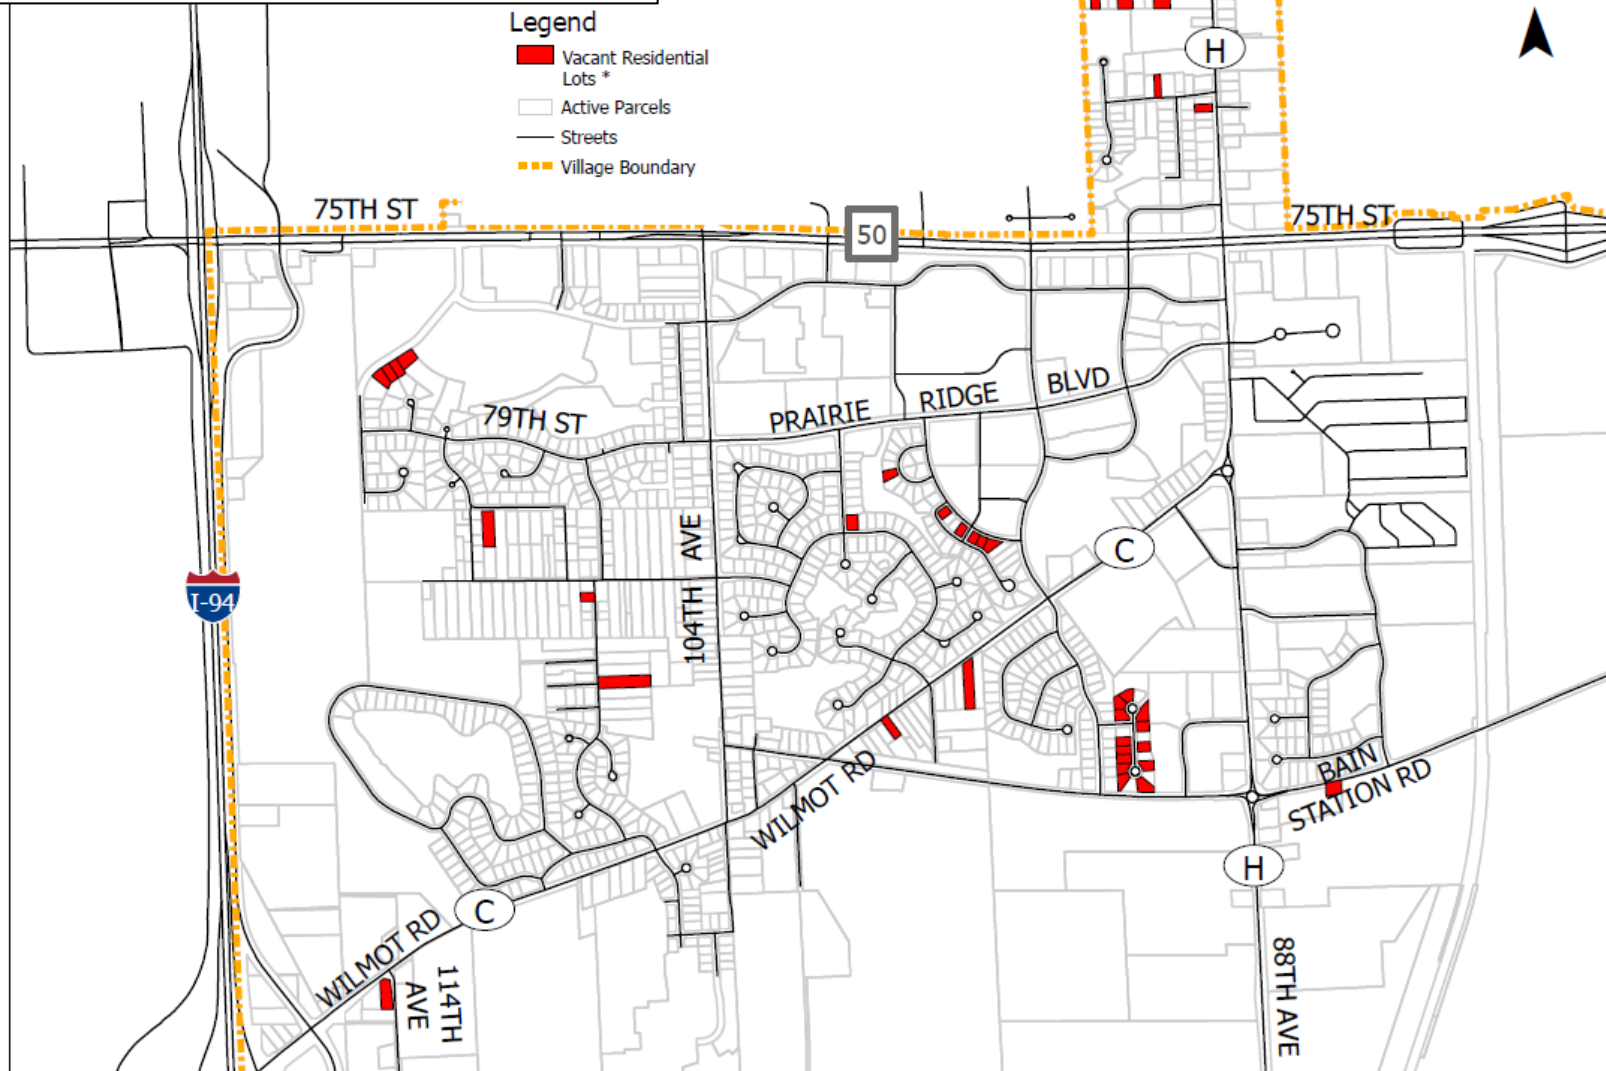 Legend
Vacant Residential
Lots *
Active Parcels
Streets
Village Boundary
H
75TH ST
50
75TH ST
79TH ST
PRAIRIE
RIDGE
BLVD
104TH AVE
C
I-94
WILMOT RD
BAIN
STATION RD
H
C
WILMOT RD
114TH
AVE
88TH AVE